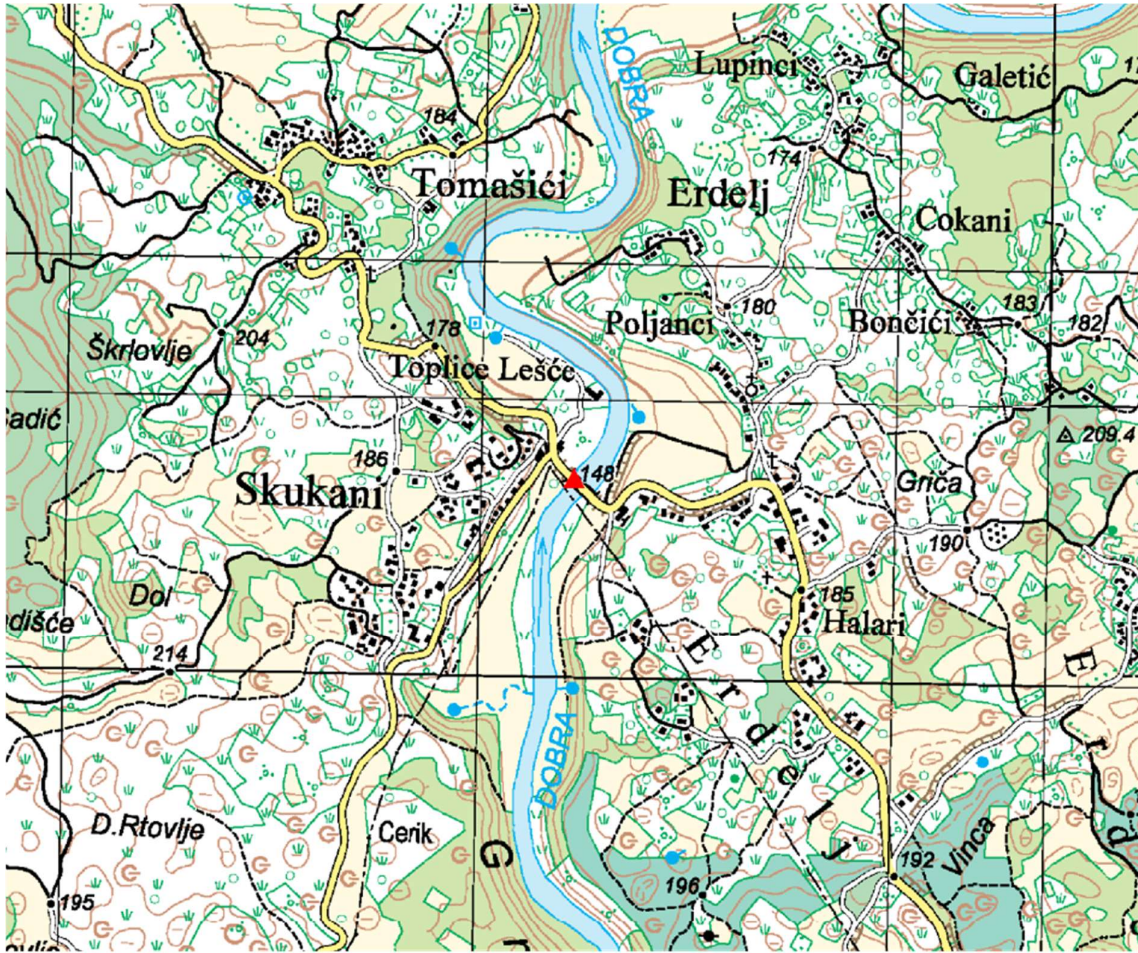 DOBRA
Lupinci
Galetić
184
174
Tomašići
Erdelj
Cokani
180
183
182
Poljanci
Bončići
178
204
Škrlovlje
Toplice Lešće
209.4
186
148
Skukani
Grića
190
Dol
185
Halari
214
Erdelj
DOBRA
D.Rtovlje
Cerik
G
Vinca
192
196
195